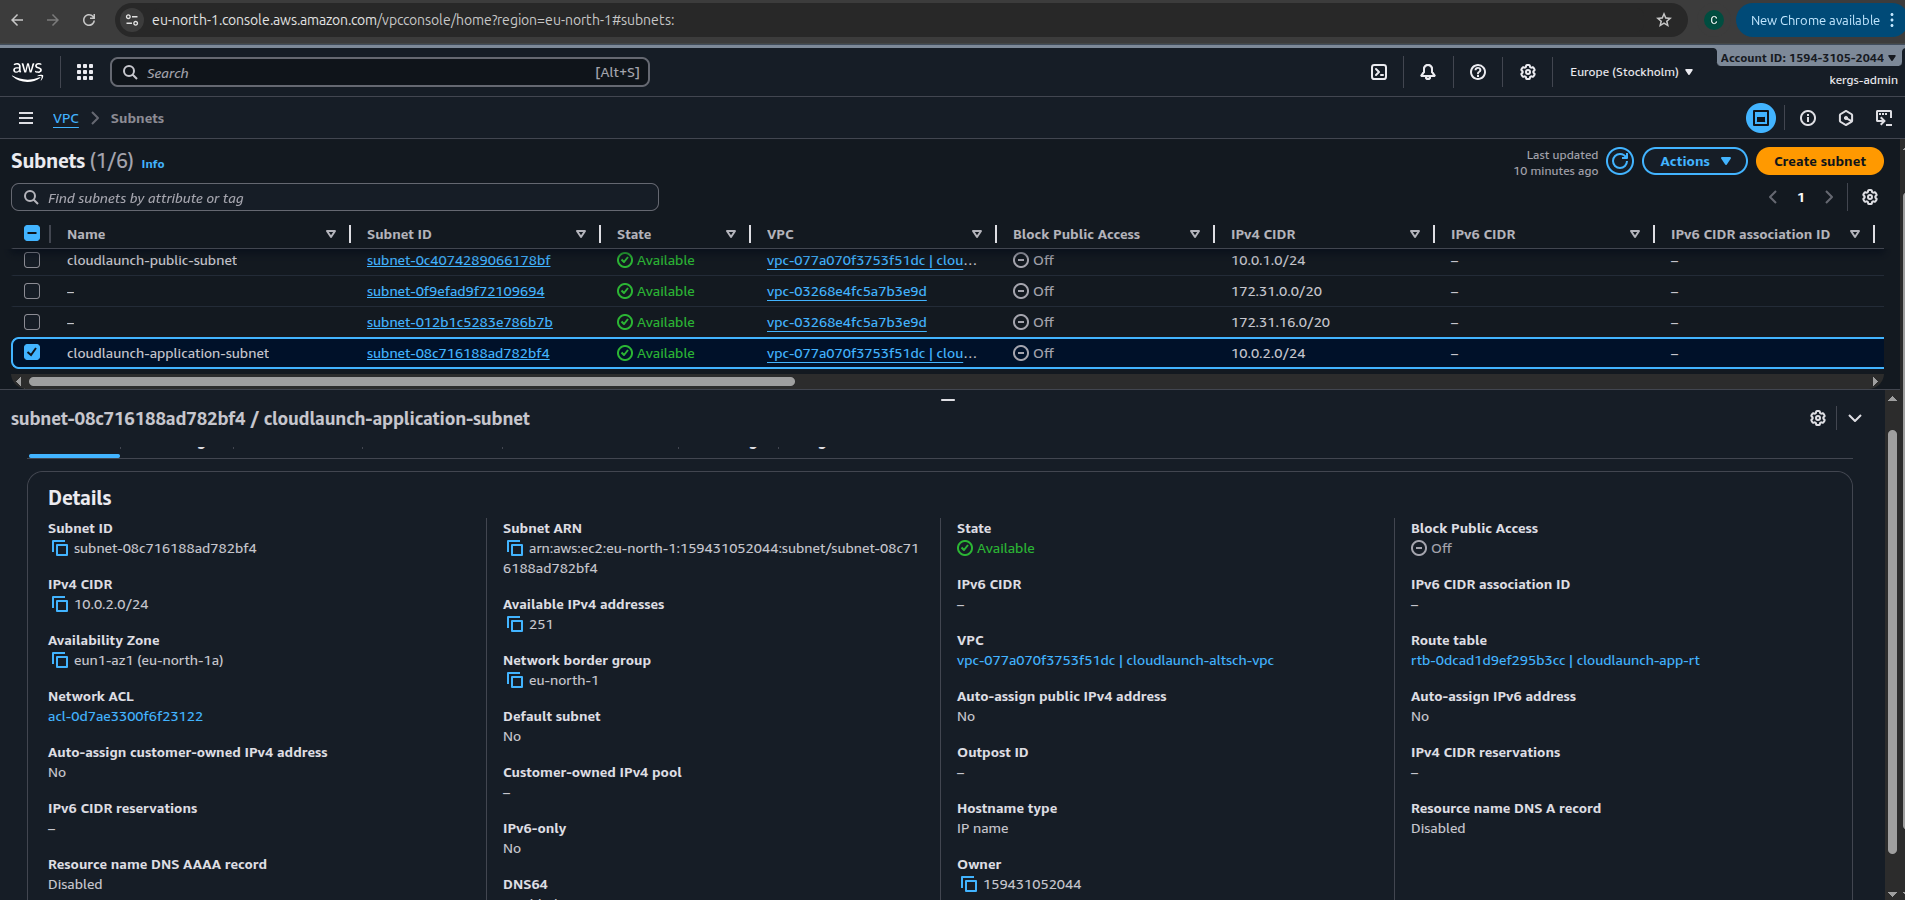 eu-north-1.console.aws.amazon.com/vpcconsole/home?region=eu-north-1#subnets:
C
New Chrome available
aws
Search
[Alt+S]
Europe (Stockholm)
Account ID: 1594-3105-2044
kergs-admin
VPC
Subnets
Subnets (1/6) Info
Last updated
10 minutes ago
Actions
Create subnet
Find subnets by attribute or tag
1
Name Subnet ID State VPC Block Public Access IPv4 CIDR IPv6 CIDR IPv6 CIDR association ID
cloudlaunch-public-subnet subnet-0c4074289066178bf Available vpc-077a070f3753f51dc | clou… Off 10.0.1.0/24 – –
– subnet-0f9efad9f72109694 Available vpc-03268e4fc5a7b3e9d Off 172.31.0.0/20 – –
– subnet-012b1c5283e786b7b Available vpc-03268e4fc5a7b3e9d Off 172.31.16.0/20 – –
cloudlaunch-application-subnet subnet-08c716188ad782bf4 Available vpc-077a070f3753f51dc | clou… Off 10.0.2.0/24 – –
subnet-08c716188ad782bf4 / cloudlaunch-application-subnet
Details
Subnet ID
subnet-08c716188ad782bf4
IPv4 CIDR
10.0.2.0/24
Availability Zone
eun1-az1 (eu-north-1a)
Network ACL
acl-0d7ae3300f6f23122
Auto-assign customer-owned IPv4 address
No
IPv6 CIDR reservations
–
Resource name DNS AAAA record
Disabled
Subnet ARN
arn:aws:ec2:eu-north-1:159431052044:subnet/subnet-08c71
6188ad782bf4
Available IPv4 addresses
251
Network border group
eu-north-1
Default subnet
No
Customer-owned IPv4 pool
–
IPv6-only
No
DNS64
State
Available
IPv6 CIDR
–
VPC
vpc-077a070f3753f51dc | cloudlaunch-altsch-vpc
Auto-assign public IPv4 address
No
Outpost ID
–
Hostname type
IP name
Owner
159431052044
Block Public Access
Off
IPv6 CIDR association ID
–
Route table
rtb-0dcad1d9ef295b3cc | cloudlaunch-app-rt
Auto-assign IPv6 address
No
IPv4 CIDR reservations
–
Resource name DNS A record
Disabled